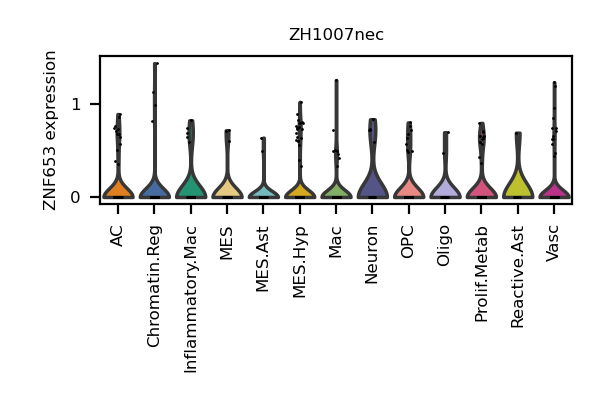 ZH1007nec
ZNF653 expression
1
0
AC
Chromatin.Reg
Inflammatory.Mac
MES
MES.Ast
MES.Hyp
Mac
Neuron
OPC
Oligo
Prolif.Metab
Reactive.Ast
Vasc